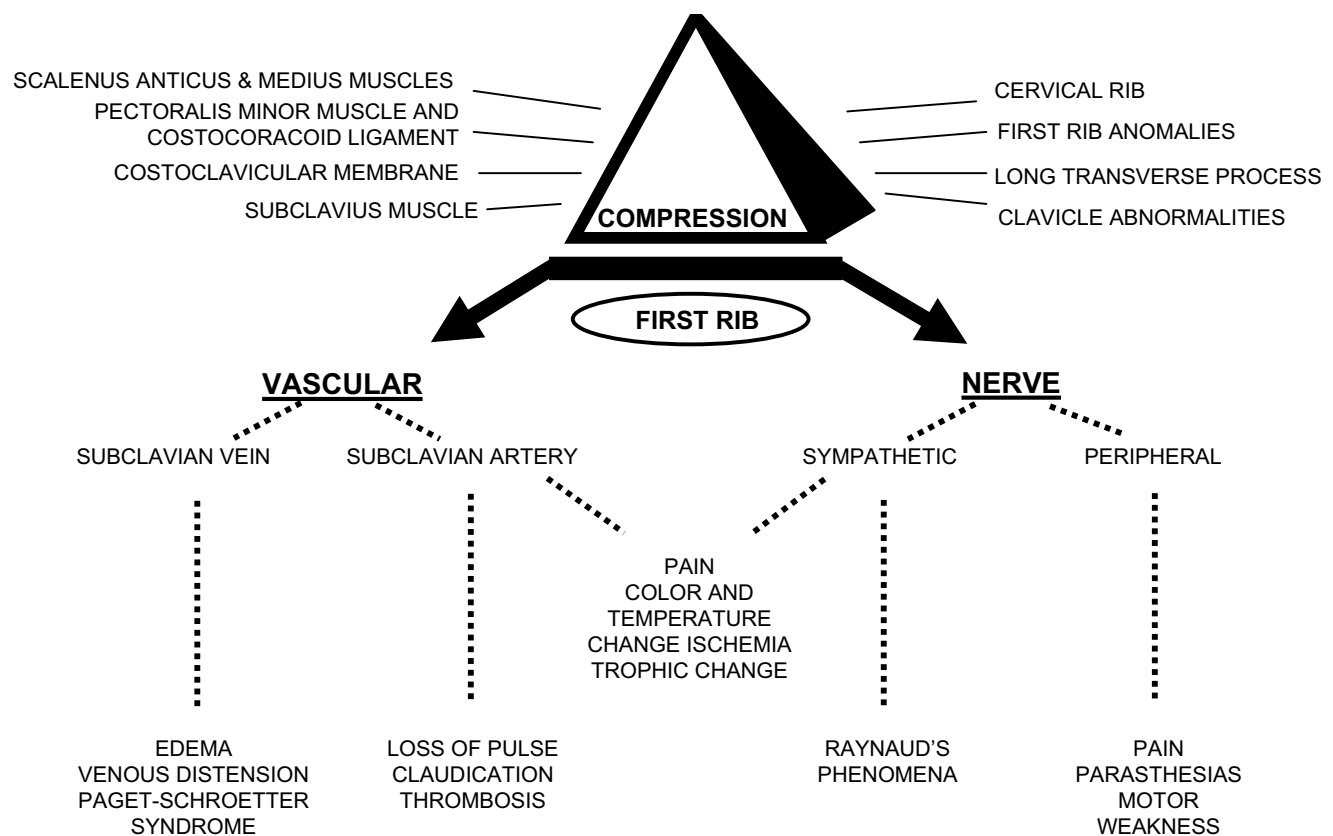 SCALENUS ANTICUS & MEDIUS MUSCLES
PECTORALIS MINOR MUSCLE AND
COSTOCORACOID LIGAMENT
COSTOCLAVICULAR MEMBRANE
SUBCLAVIUS MUSCLE
CERVICAL RIB
FIRST RIB ANOMALIES
LONG TRANSVERSE PROCESS
CLAVICLE ABNORMALITIES
COMPRESSION
FIRST RIB
VASCULAR
NERVE
SUBCLAVIAN VEIN
SUBCLAVIAN ARTERY
SYMPATHETIC
PERIPHERAL
PAIN
COLOR AND
TEMPERATURE
CHANGE ISCHEMIA
TROPHIC CHANGE
EDEMA
VENOUS DISTENSION
PAGET-SCHROETTER
SYNDROME
LOSS OF PULSE
CLAUDICATION
THROMBOSIS
RAYNAUD'S
PHENOMENA
PAIN
PARASTHESIAS
MOTOR
WEAKNESS